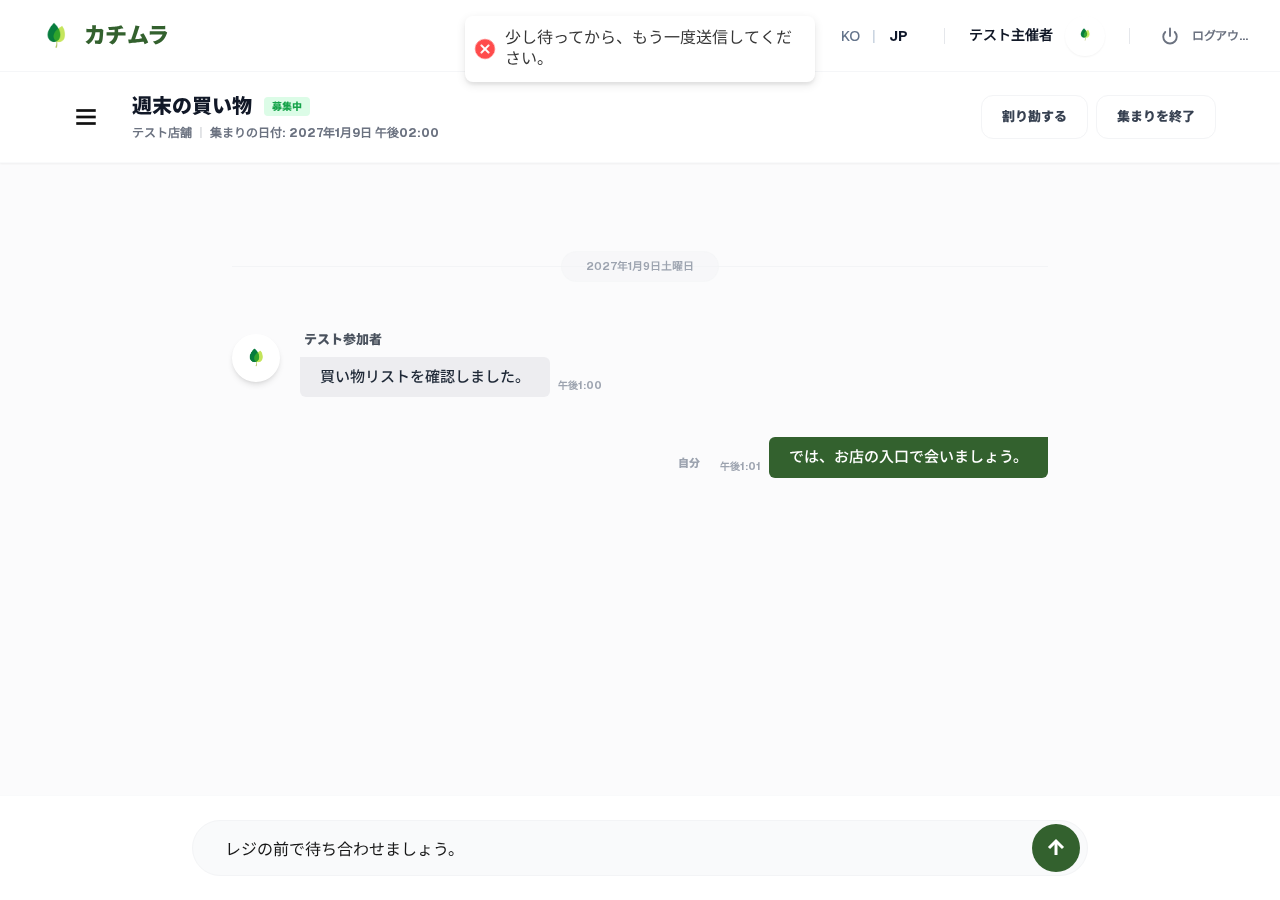 カチムラ
少し待ってから、もう一度送信してくだ
さい。
KO | JP
テスト主催者
ログアウ...
週末の買い物
募集中
テスト店舗 | 集まりの日付: 2027年1月9日 午後02:00
割り勘する
集まりを終了
2027年1月9日土曜日
テスト参加者
買い物リストを確認しました。
午後1:00
自分
午後1:01
では、お店の入口で会いましょう。
レジの前で待ち合わせましょう。